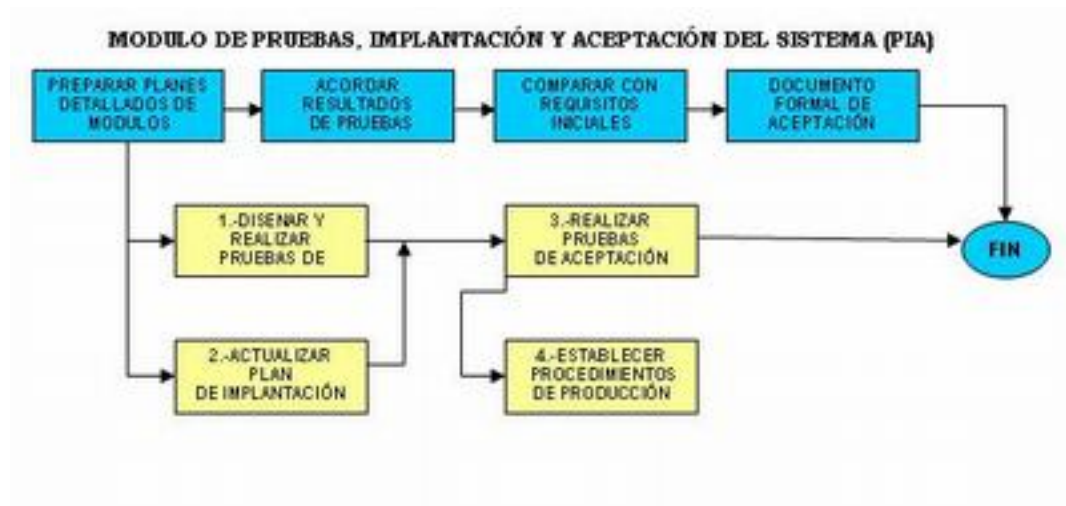 MODULO DE PRUEBAS, IMPLANTACIÓN Y ACEPTACIÓN DEL SISTEMA (PIA)
PREPARAR PLANES
DETALLADOS DE
MODULOS
ACORDAR
RESULTADOS
DE PRUEBAS
COMPARAR CON
REQUISITOS
INICIALES
DOCUMENTO
FORMAL DE
ACEPTACIÓN
1.-DISENAR Y
REALIZAR
PRUEBAS DE
3.-REALIZAR
PRUEBAS
DE ACEPTACIÓN
FIN
2.-ACTUALIZAR
PLAN
DE IMPLANTACIÓN
4.-ESTABLECER
PROCEDIMIENTOS
DE PRODUCCIÓN